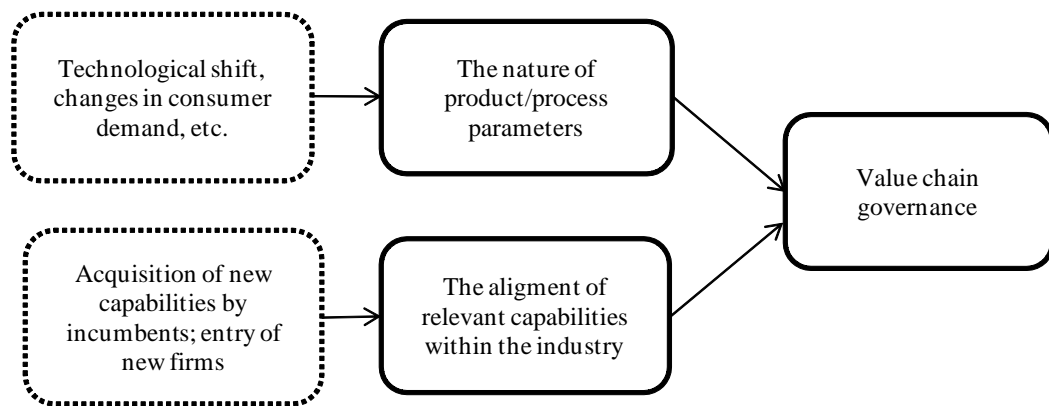 Technological shift,
changes in consumer
demand, etc.
The nature of
product/process
parameters
Value chain
governance
Acquisition of new
capabilities by
incumbents; entry of
new firms
The aligment of
relevant capabilities
within the industry